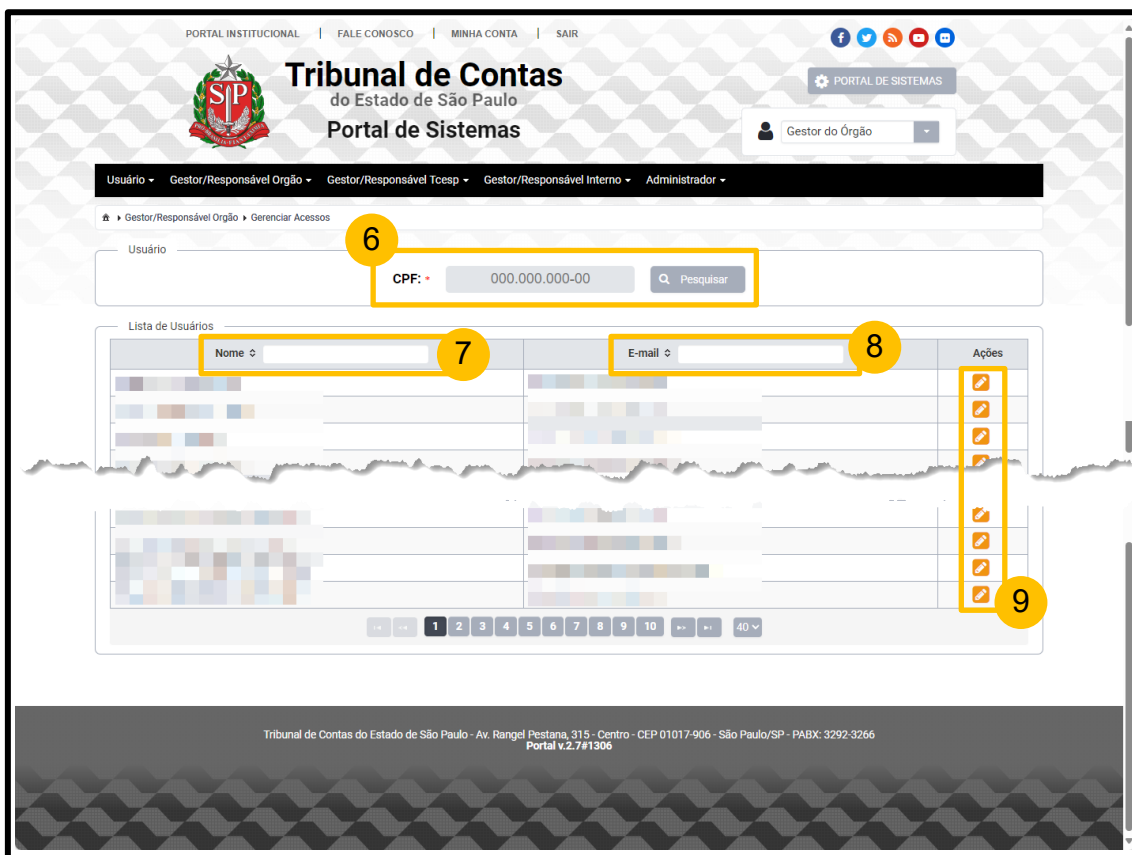 PORTAL INSTITUCIONAL | FALE CONOSCO | MINHA CONTA | SAIR
SP
Tribunal de Contas
do Estado de São Paulo
Portal de Sistemas
PORTAL DE SISTEMAS
Gestor do Órgão
Usuário Gestor/Responsável Orgão Gestor/Responsável Tcesp Gestor/Responsável Interno Administrador
Gestor/Responsável Orgão Gerenciar Acessos
Usuário
6
CPF: * 000.000.000-00 Pesquisar
Lista de Usuários
Nome 7 E-mail 8 Ações
9
1 2 3 4 5 6 7 8 9 10 40
Tribunal de Contas do Estado de São Paulo - Av. Rangel Pestana, 315 - Centro - CEP 01017-906 - São Paulo/SP - PABX: 3292-3266
Portal v.2.7#1306